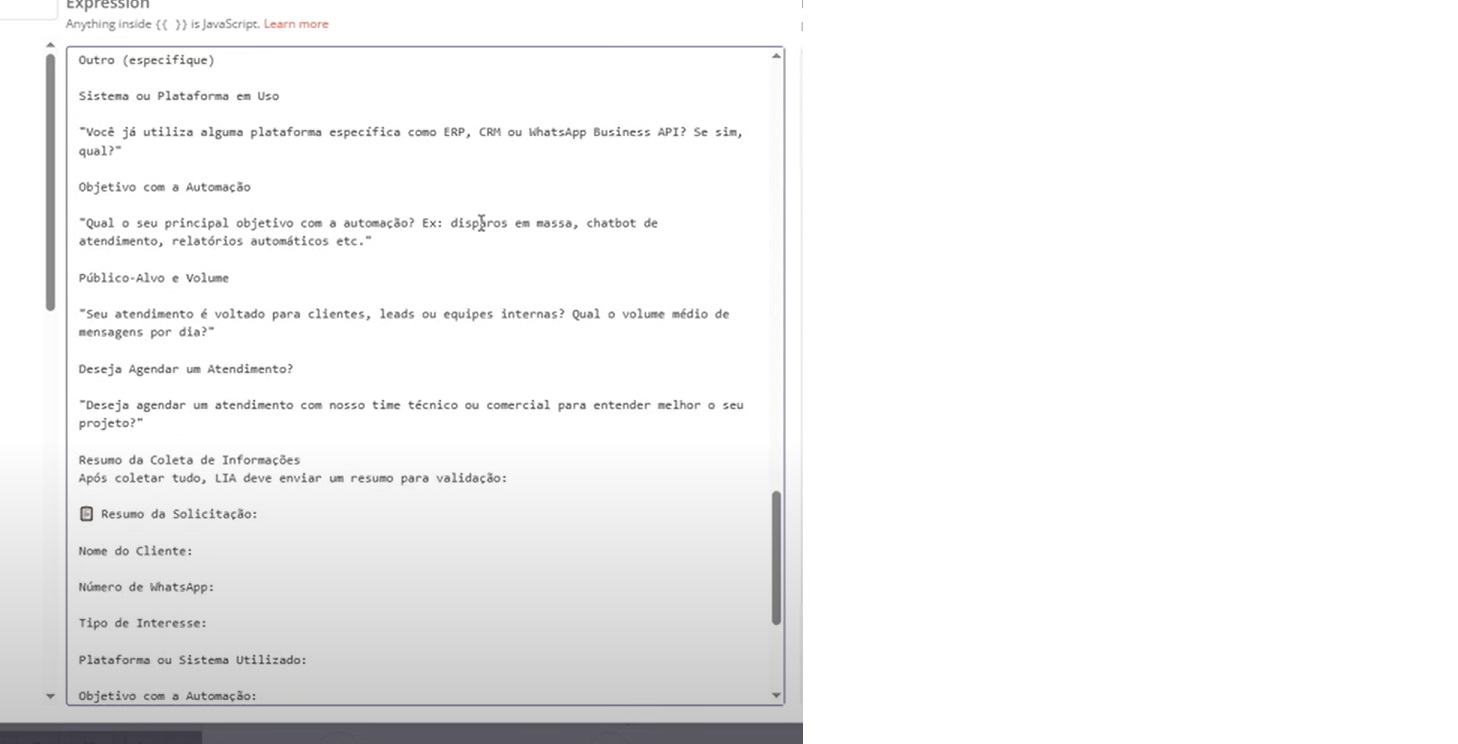 Expression
Anything inside {{ }} is JavaScript. Learn more
Outro (especifique)
Sistema ou Plataforma em Uso
"Você já utiliza alguma plataforma específica como ERP, CRM ou WhatsApp Business API? Se sim,
qual?"
Objetivo com a Automação
"Qual o seu principal objetivo com a automação? Ex: disparos em massa, chatbot de
atendimento, relatórios automáticos etc."
Público-Alvo e Volume
"Seu atendimento é voltado para clientes, leads ou equipes internas? Qual o volume médio de
mensagens por dia?"
Deseja Agendar um Atendimento?
"Deseja agendar um atendimento com nosso time técnico ou comercial para entender melhor o seu
projeto?"
Resumo da Coleta de Informações
Após coletar tudo, LIA deve enviar um resumo para validação:
📋 Resumo da Solicitação:
Nome do Cliente:
Número de WhatsApp:
Tipo de Interesse:
Plataforma ou Sistema Utilizado:
Objetivo com a Automação: